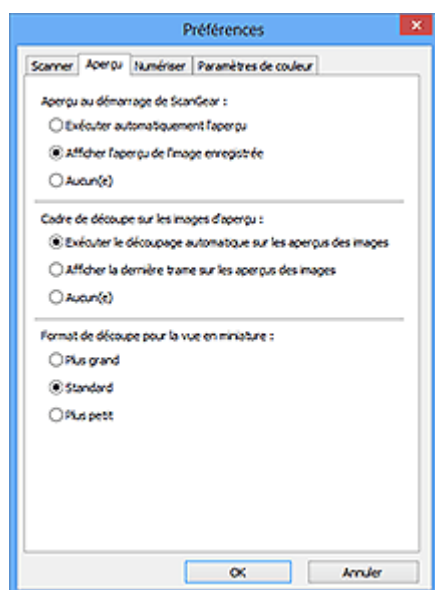 Préférences
Scanner Aperçu Numériser Paramètres de couleur
Aperçu au démarrage de ScanGear :
Exécuter automatiquement l'aperçu
Afficher l'aperçu de l'image enregistrée
Aucun(e)
Cadre de découpe sur les images d'aperçu :
Exécuter le découpage automatique sur les aperçus des images
Afficher la dernière trame sur les aperçus des images
Aucun(e)
Format de découpe pour la vue en miniature :
Plus grand
Standard
Plus petit
OK Annuler